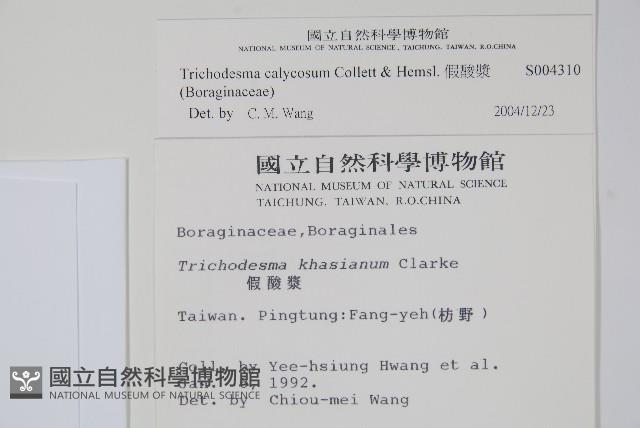 國立自然科學博物館
NATIONAL MUSEUM OF NATURAL SCIENCE, TAICHUNG, TAIWAN, R.O.CHINA
Trichodesma calycosum Collett & Hemsl. 假酸漿 S004310
(Boraginaceae)
Det. by C. M. Wang 2004/12/23
國立自然科學博物館
NATIONAL MUSEUM OF NATURAL SCIENCE
TAICHUNG, TAIWAN, R.O.CHINA
Boraginaceae,Boraginales
Trichodesma khasianum Clarke
假酸漿
Taiwan. Pingtung:Fang-yeh(枋野)
Coll. by Yee-hsiung Hwang et al.
1992.
Det. by Chiou-mei Wang
國立自然科學博物館
NATIONAL MUSEUM OF NATURAL SCIENCE